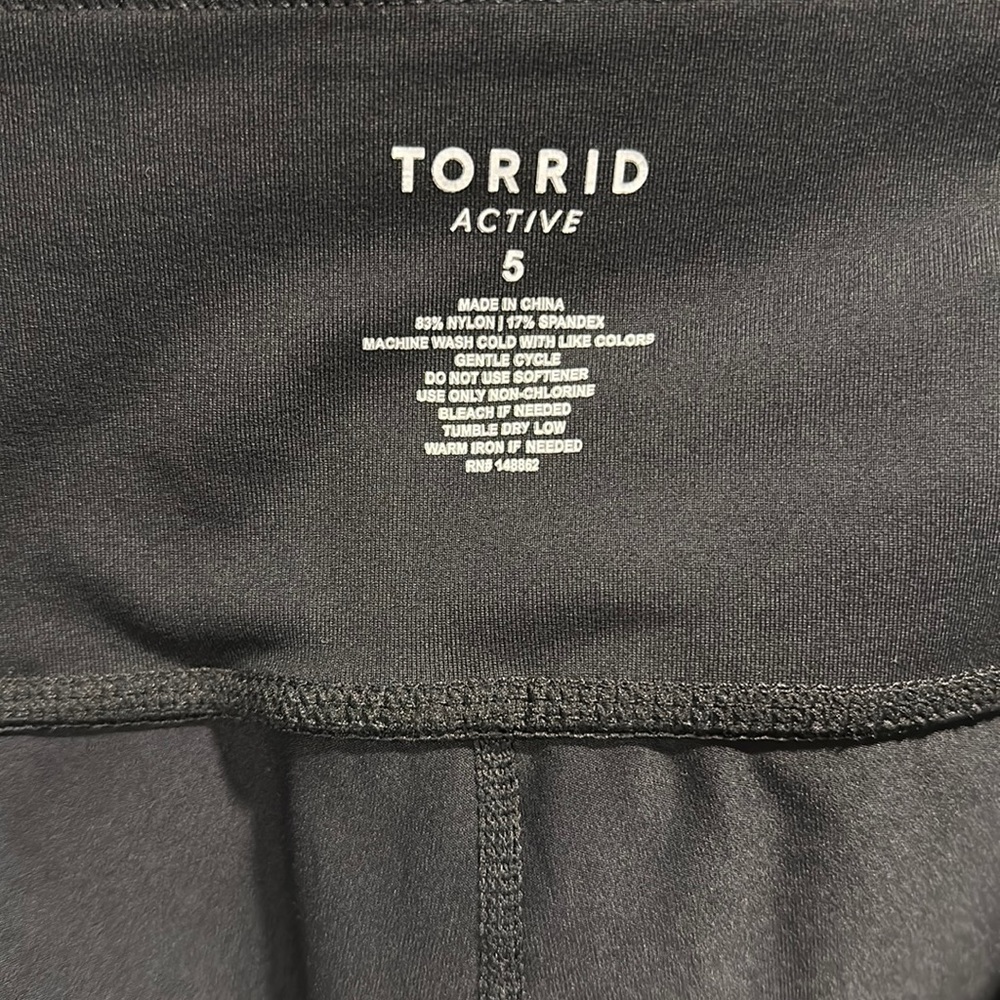 TORRID
ACTIVE
5
MADE IN CHINA
83% NYLON | 17% SPANDEX
MACHINE WASH COLD WITH LIKE COLORS
GENTLE CYCLE
DO NOT USE SOFTENER
USE ONLY NON-CHLORINE
BLEACH IF NEEDED
TUMBLE DRY LOW
WARM IRON IF NEEDED
RN# 148862